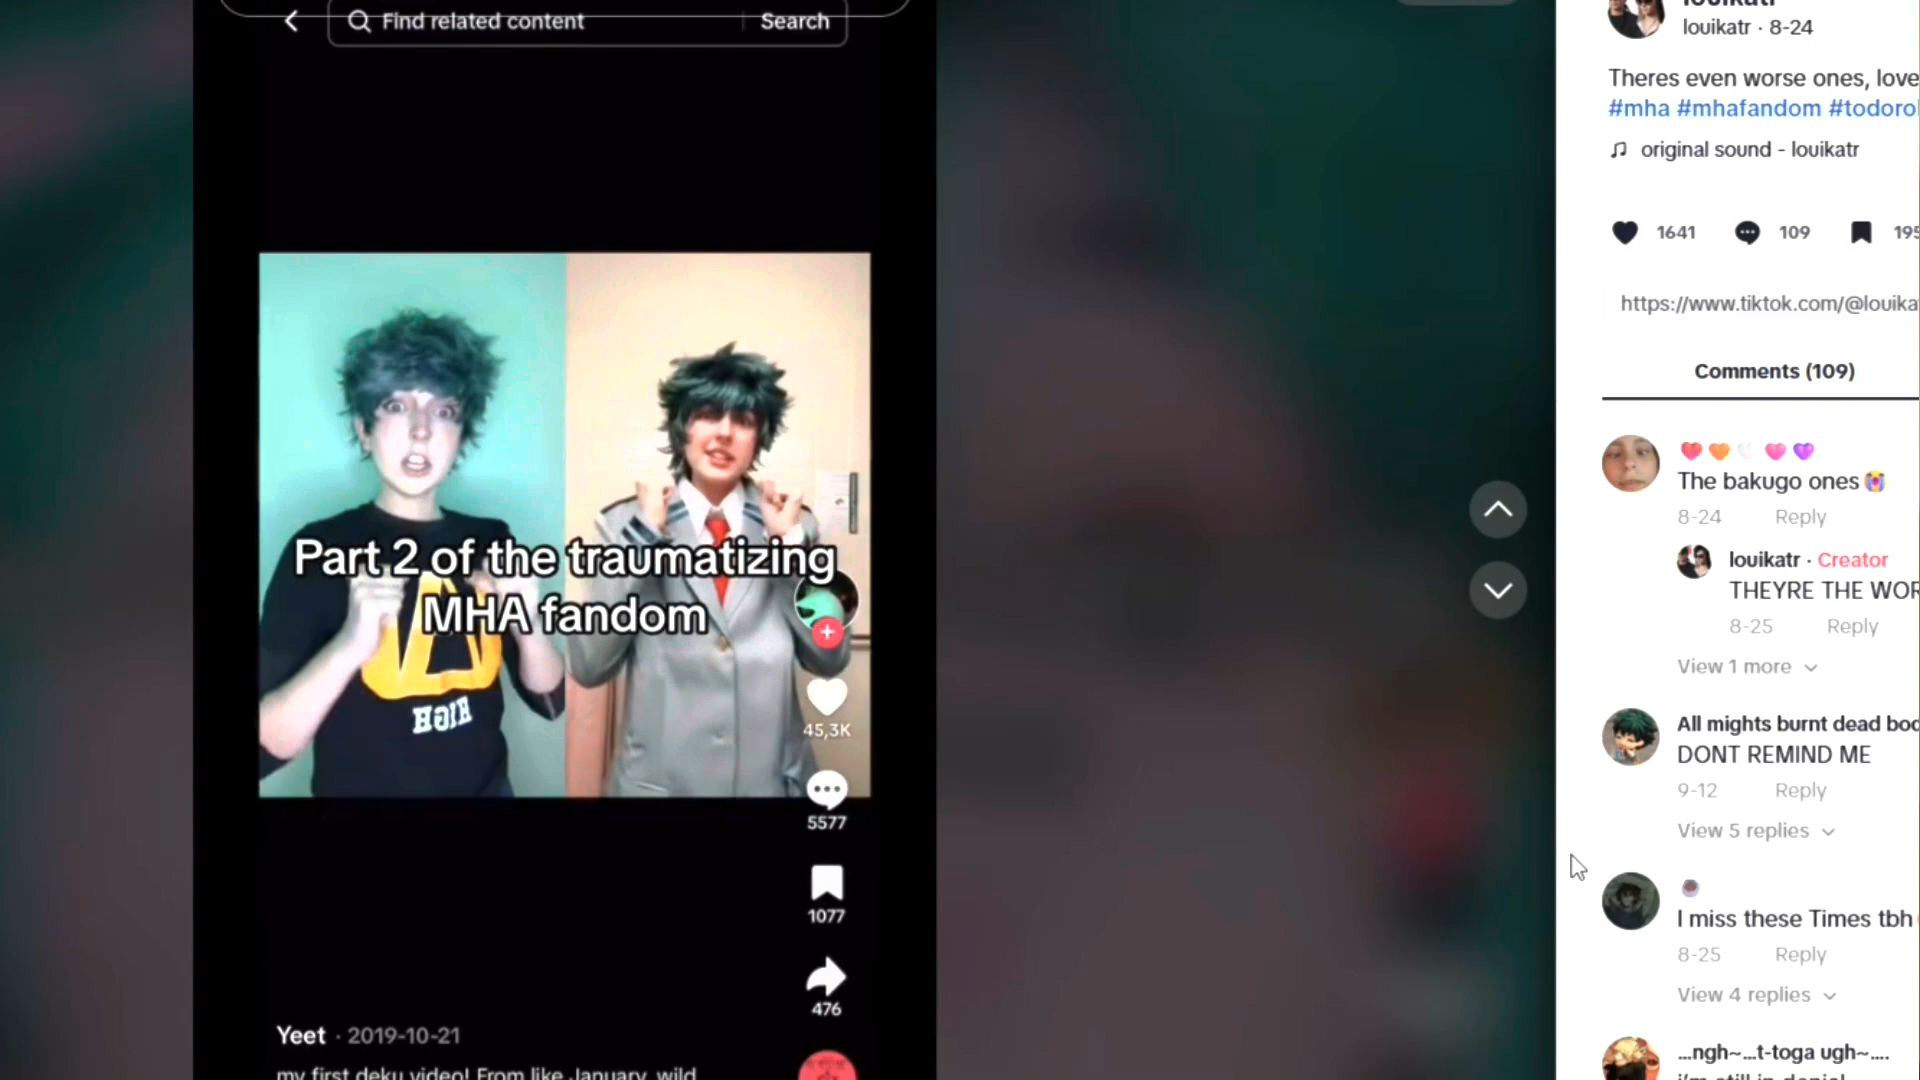 Find related content
Search
Part 2 of the traumatizing
MHA fandom
HIGH
45,3K
5577
1077
476
Yeet · 2019-10-21
my first deku video! From like January, wild
louikatr
louikatr · 8-24
Theres even worse ones, love
#mha #mhafandom #todoro
original sound - louikatr
1641
109
195
https://www.tiktok.com/@louika
Comments (109)
The bakugo ones
8-24 Reply
louikatr · Creator
THEYRE THE WOR
8-25 Reply
View 1 more
All mights burnt dead bod
DONT REMIND ME
9-12 Reply
View 5 replies
I miss these Times tbh
8-25 Reply
View 4 replies
...ngh~...t-toga ugh~....
i'm still in denial